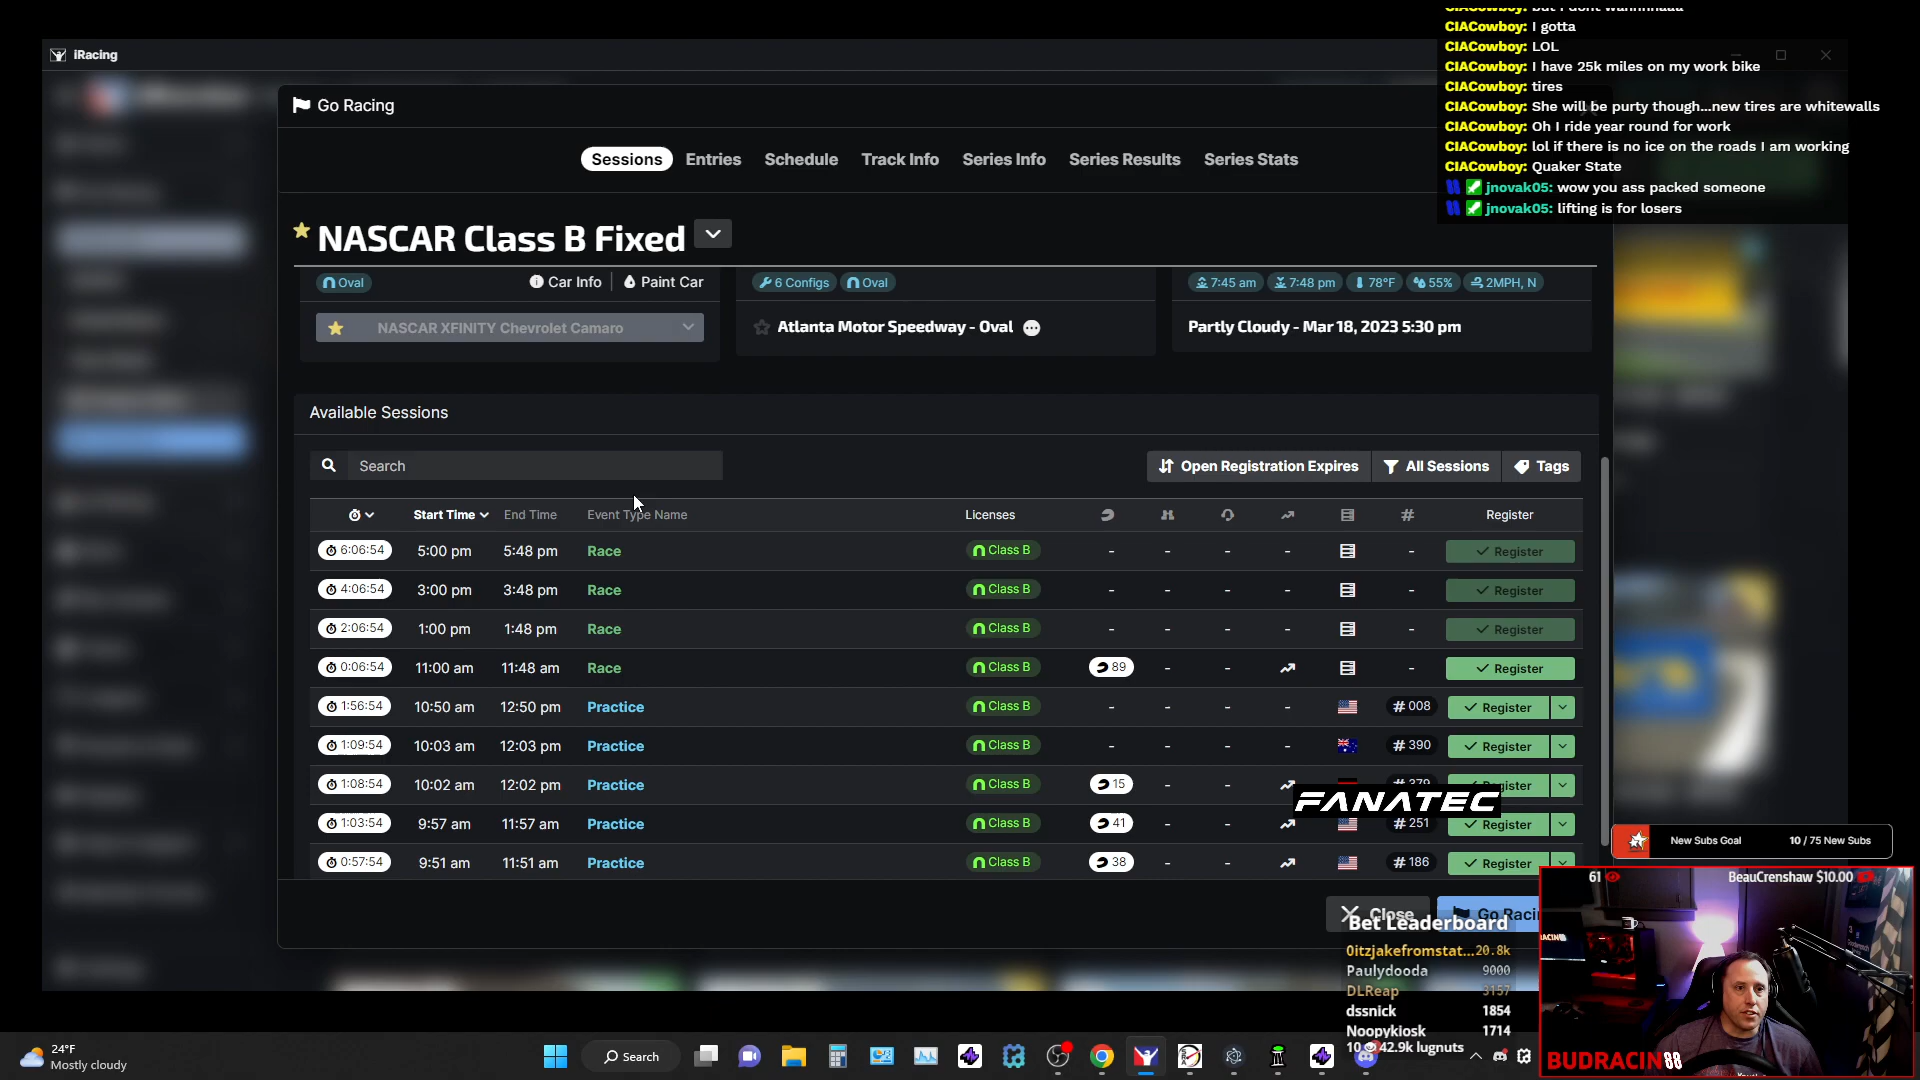 CIACowboy: I gotta
CIACowboy: LOL
CIACowboy: I have 25k miles on my work bike
CIACowboy: tires
CIACowboy: She will be purty though...new tires are whitewalls
CIACowboy: Oh I ride year round for work
CIACowboy: lol if there is no ice on the roads I am working
CIACowboy: Quaker State
jnovak05: wow you ass packed someone
jnovak05: lifting is for losers
iRacing
Go Racing
Sessions Entries Schedule Track Info Series Info Series Results Series Stats
NASCAR Class B Fixed
Oval Car Info Paint Car 6 Configs Oval 7:45 am 7:48 pm 78°F 55% 2MPH, N
NASCAR XFINITY Chevrolet Camaro Atlanta Motor Speedway - Oval Partly Cloudy - Mar 18, 2023 5:30 pm
Available Sessions
Search Open Registration Expires All Sessions Tags
Start Time End Time Event Type Name Licenses # Register
6:06:54 5:00 pm 5:48 pm Race Class B - - - - - Register
4:06:54 3:00 pm 3:48 pm Race Class B - - - - - Register
2:06:54 1:00 pm 1:48 pm Race Class B - - - - - Register
0:06:54 11:00 am 11:48 am Race Class B 89 - - - Register
1:56:54 10:50 am 12:50 pm Practice Class B - - - - #008 Register
1:09:54 10:03 am 12:03 pm Practice Class B - - - - #390 Register
1:08:54 10:02 am 12:02 pm Practice Class B 15 - -
1:03:54 9:57 am 11:57 am Practice Class B 41 - - #251 Register
0:57:54 9:51 am 11:51 am Practice Class B 38 - - #186 Register
FANATEC
New Subs Goal 10 / 75 New Subs
Close
Bet Leaderboard
0itzjakefromstat...20.8k
Paulydooda 9000
DLReap 3157
dssnick 1854
Noopykiosk 1714
10 42.9k lugnuts
61 BeauCrenshaw $10.00
BUDRACIN88
24°F
Mostly cloudy
Search